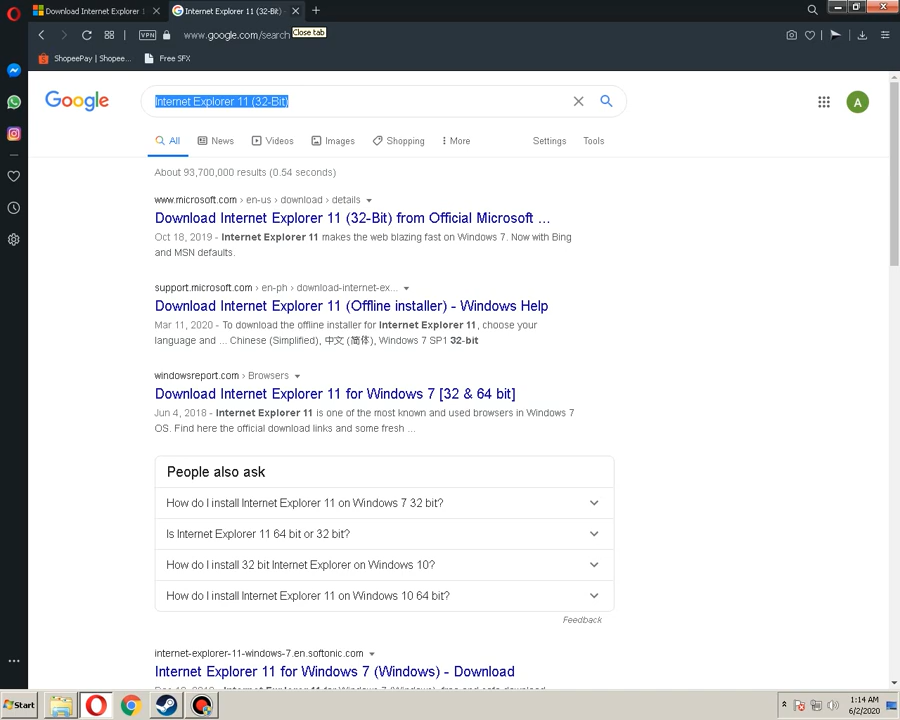 Download Internet Explorer 1
Internet Explorer 11 (32-Bit) -
Close tab
VPN
www.google.com/search
ShopeePay | Shopee...
Free SFX
Google
Internet Explorer 11 (32-Bit)
A
All
News
Videos
Images
Shopping
More
Settings
Tools
About 93,700,000 results (0.54 seconds)
www.microsoft.com › en-us › download › details
Download Internet Explorer 11 (32-Bit) from Official Microsoft ...
Oct 18, 2019 - Internet Explorer 11 makes the web blazing fast on Windows 7. Now with Bing
and MSN defaults.
support.microsoft.com › en-ph › download-internet-ex...
Download Internet Explorer 11 (Offline installer) - Windows Help
Mar 11, 2020 - To download the offline installer for Internet Explorer 11, choose your
language and ... Chinese (Simplified), 中文 (简体), Windows 7 SP1 32-bit
windowsreport.com › Browsers
Download Internet Explorer 11 for Windows 7 [32 & 64 bit]
Jun 4, 2018 - Internet Explorer 11 is one of the most known and used browsers in Windows 7
OS. Find here the official download links and some fresh ...
People also ask
How do I install Internet Explorer 11 on Windows 7 32 bit?
Is Internet Explorer 11 64 bit or 32 bit?
How do I install 32 bit Internet Explorer on Windows 10?
How do I install Internet Explorer 11 on Windows 10 64 bit?
Feedback
internet-explorer-11-windows-7.en.softonic.com
Internet Explorer 11 for Windows 7 (Windows) - Download
Start
1:14 AM
6/2/2020